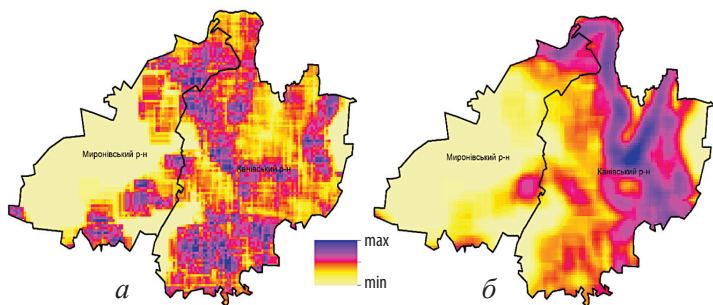 Миронівський р-н
Канівський р-н
Миронівський р-н
Канівський р-н
max
min
а
б